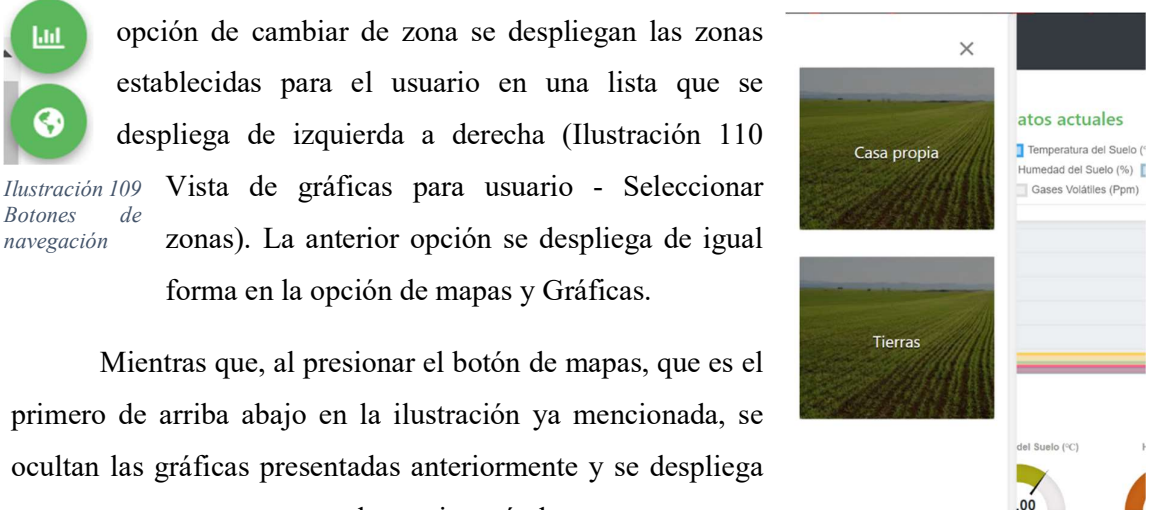 opción de cambiar de zona se despliegan las zonas
establecidas para el usuario en una lista que se
despliega de izquierda a derecha (Ilustración 110
Vista de gráficas para usuario - Seleccionar
zonas). La anterior opción se despliega de igual
forma en la opción de mapas y Gráficas.
Ilustración 109
Botones de
navegación
Mientras que, al presionar el botón de mapas, que es el
primero de arriba abajo en la ilustración ya mencionada, se
ocultan las gráficas presentadas anteriormente y se despliega
×
Casa propia
Tierras
atos actuales
Temperatura del Suelo (°
Humedad del Suelo (%)
Gases Volátiles (Ppm)
del Suelo (°C)
.00